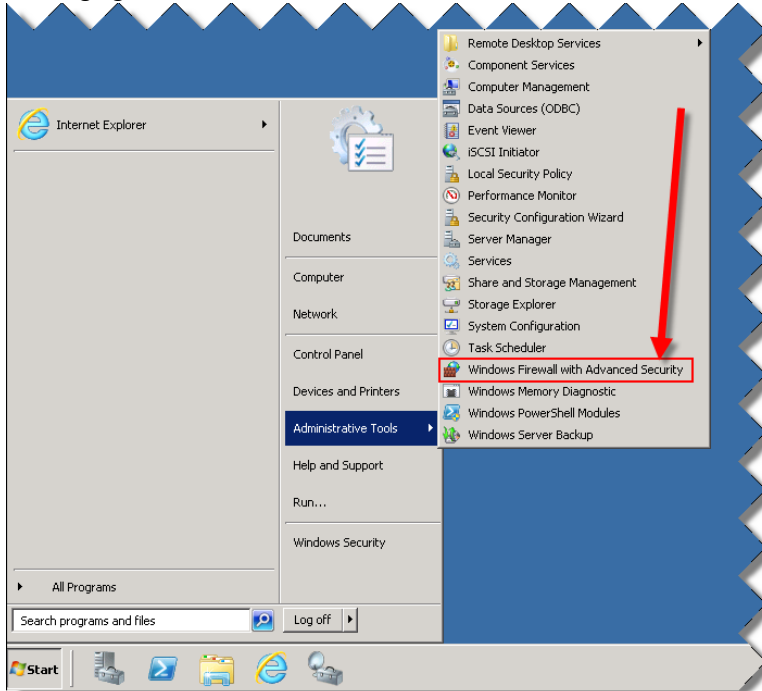 Remote Desktop Services
Component Services
Computer Management
Data Sources (ODBC)
Event Viewer
iSCSI Initiator
Local Security Policy
Performance Monitor
Security Configuration Wizard
Server Manager
Services
Share and Storage Management
Storage Explorer
System Configuration
Task Scheduler
Windows Firewall with Advanced Security
Windows Memory Diagnostic
Windows PowerShell Modules
Windows Server Backup
Internet Explorer
Documents
Computer
Network
Control Panel
Devices and Printers
Administrative Tools
Help and Support
Run...
Windows Security
All Programs
Search programs and files
Log off
Start